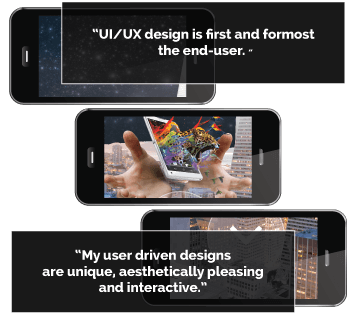 “UI/UX design is first and formost
the end-user. ”
“My user driven designs
are unique, aesthetically pleasing
and interactive.”